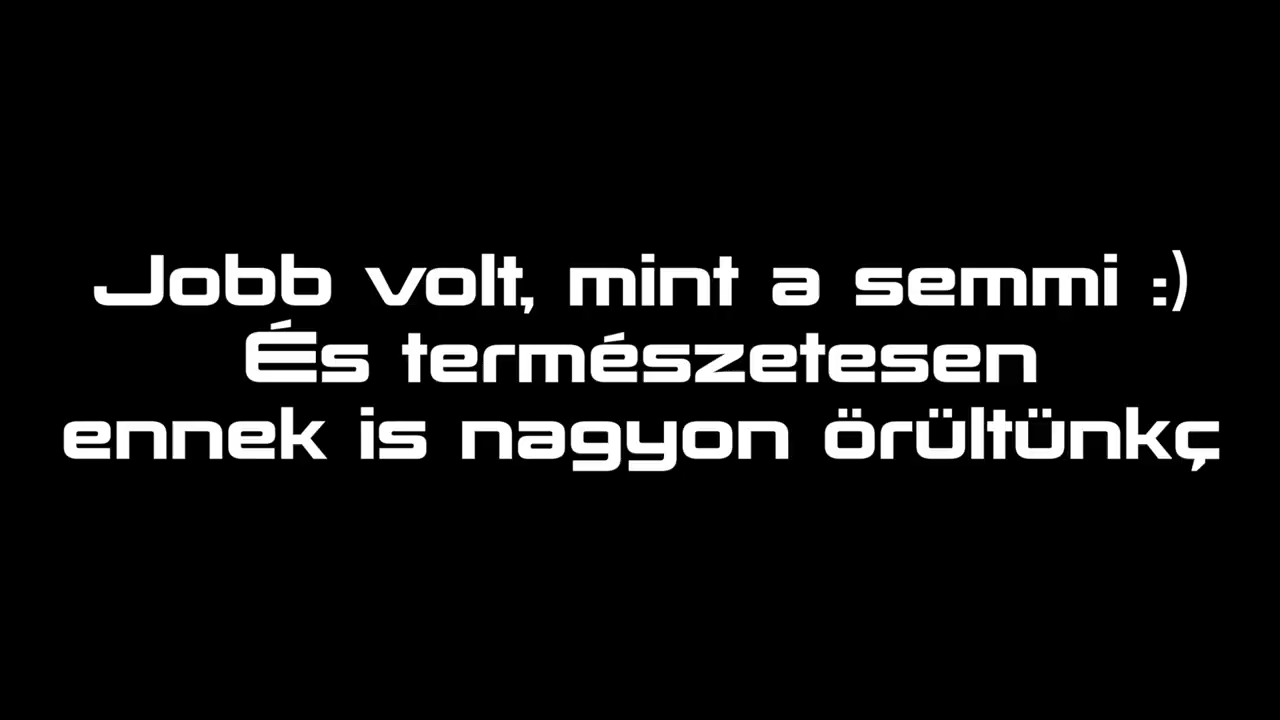 Jobb volt, mint a semmi :)
És természetesen
ennek is nagyon örültünkç